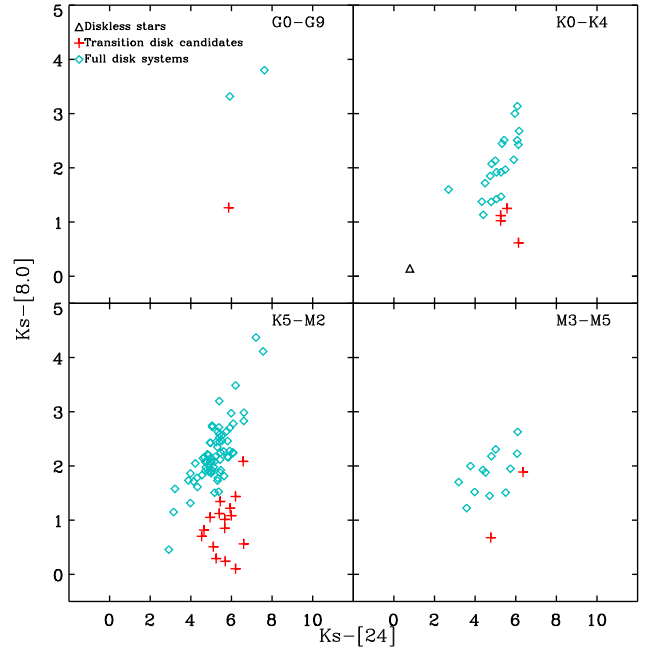 G0-G9
K0-K4
Diskless stars
Transition disk candidates
Full disk systems
5
4
3
2
1
0
Ks-[8.0]
K5-M2
M3-M5
5
4
3
2
1
0
0 2 4 6 8 10
0 2 4 6 8 10
Ks-[24]